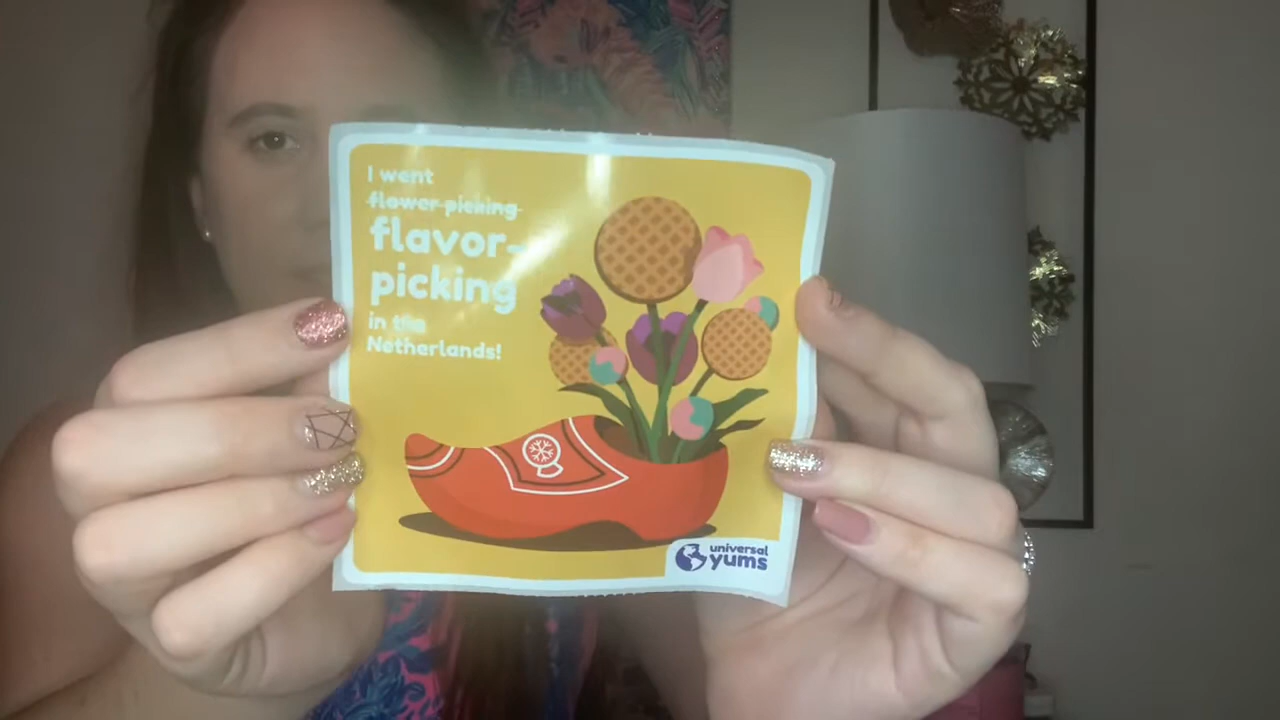 I went
flower picking
flavor-
picking
in the
Netherlands!
universal
yums